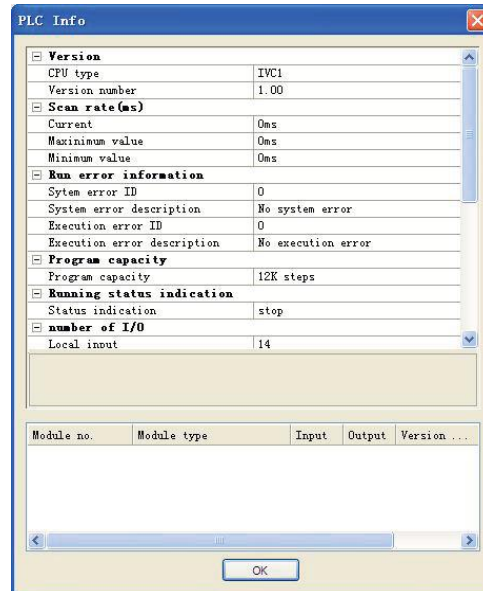 PLC Info
Version
CPU type IVC1
Version number 1.00
Scan rate(ms)
Current 0ms
Maxinimum value 0ms
Minimum value 0ms
Run error information
Sytem error ID 0
System error description No system error
Execution error ID 0
Execution error description No execution error
Program capacity
Program capacity 12K steps
Running status indication
Status indication stop
number of I/O
Local input 14
Module no. Module type Input Output Version ...
OK